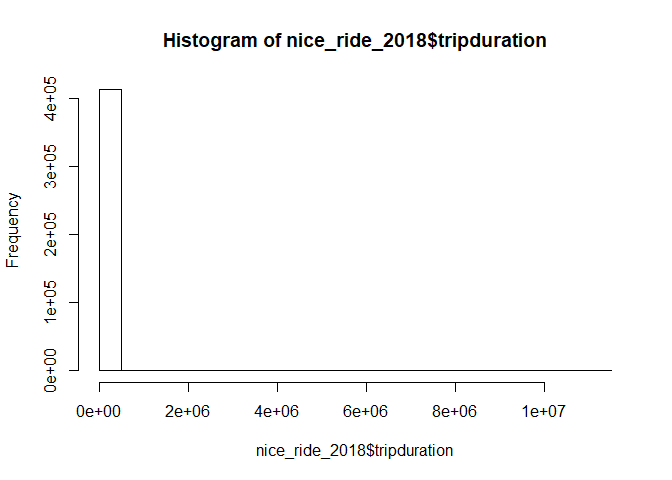 Histogram of nice_ride_2018$tripduration
Frequency
4e+05
3e+05
2e+05
1e+05
0e+00
0e+00 2e+06 4e+06 6e+06 8e+06 1e+07
nice_ride_2018$tripduration